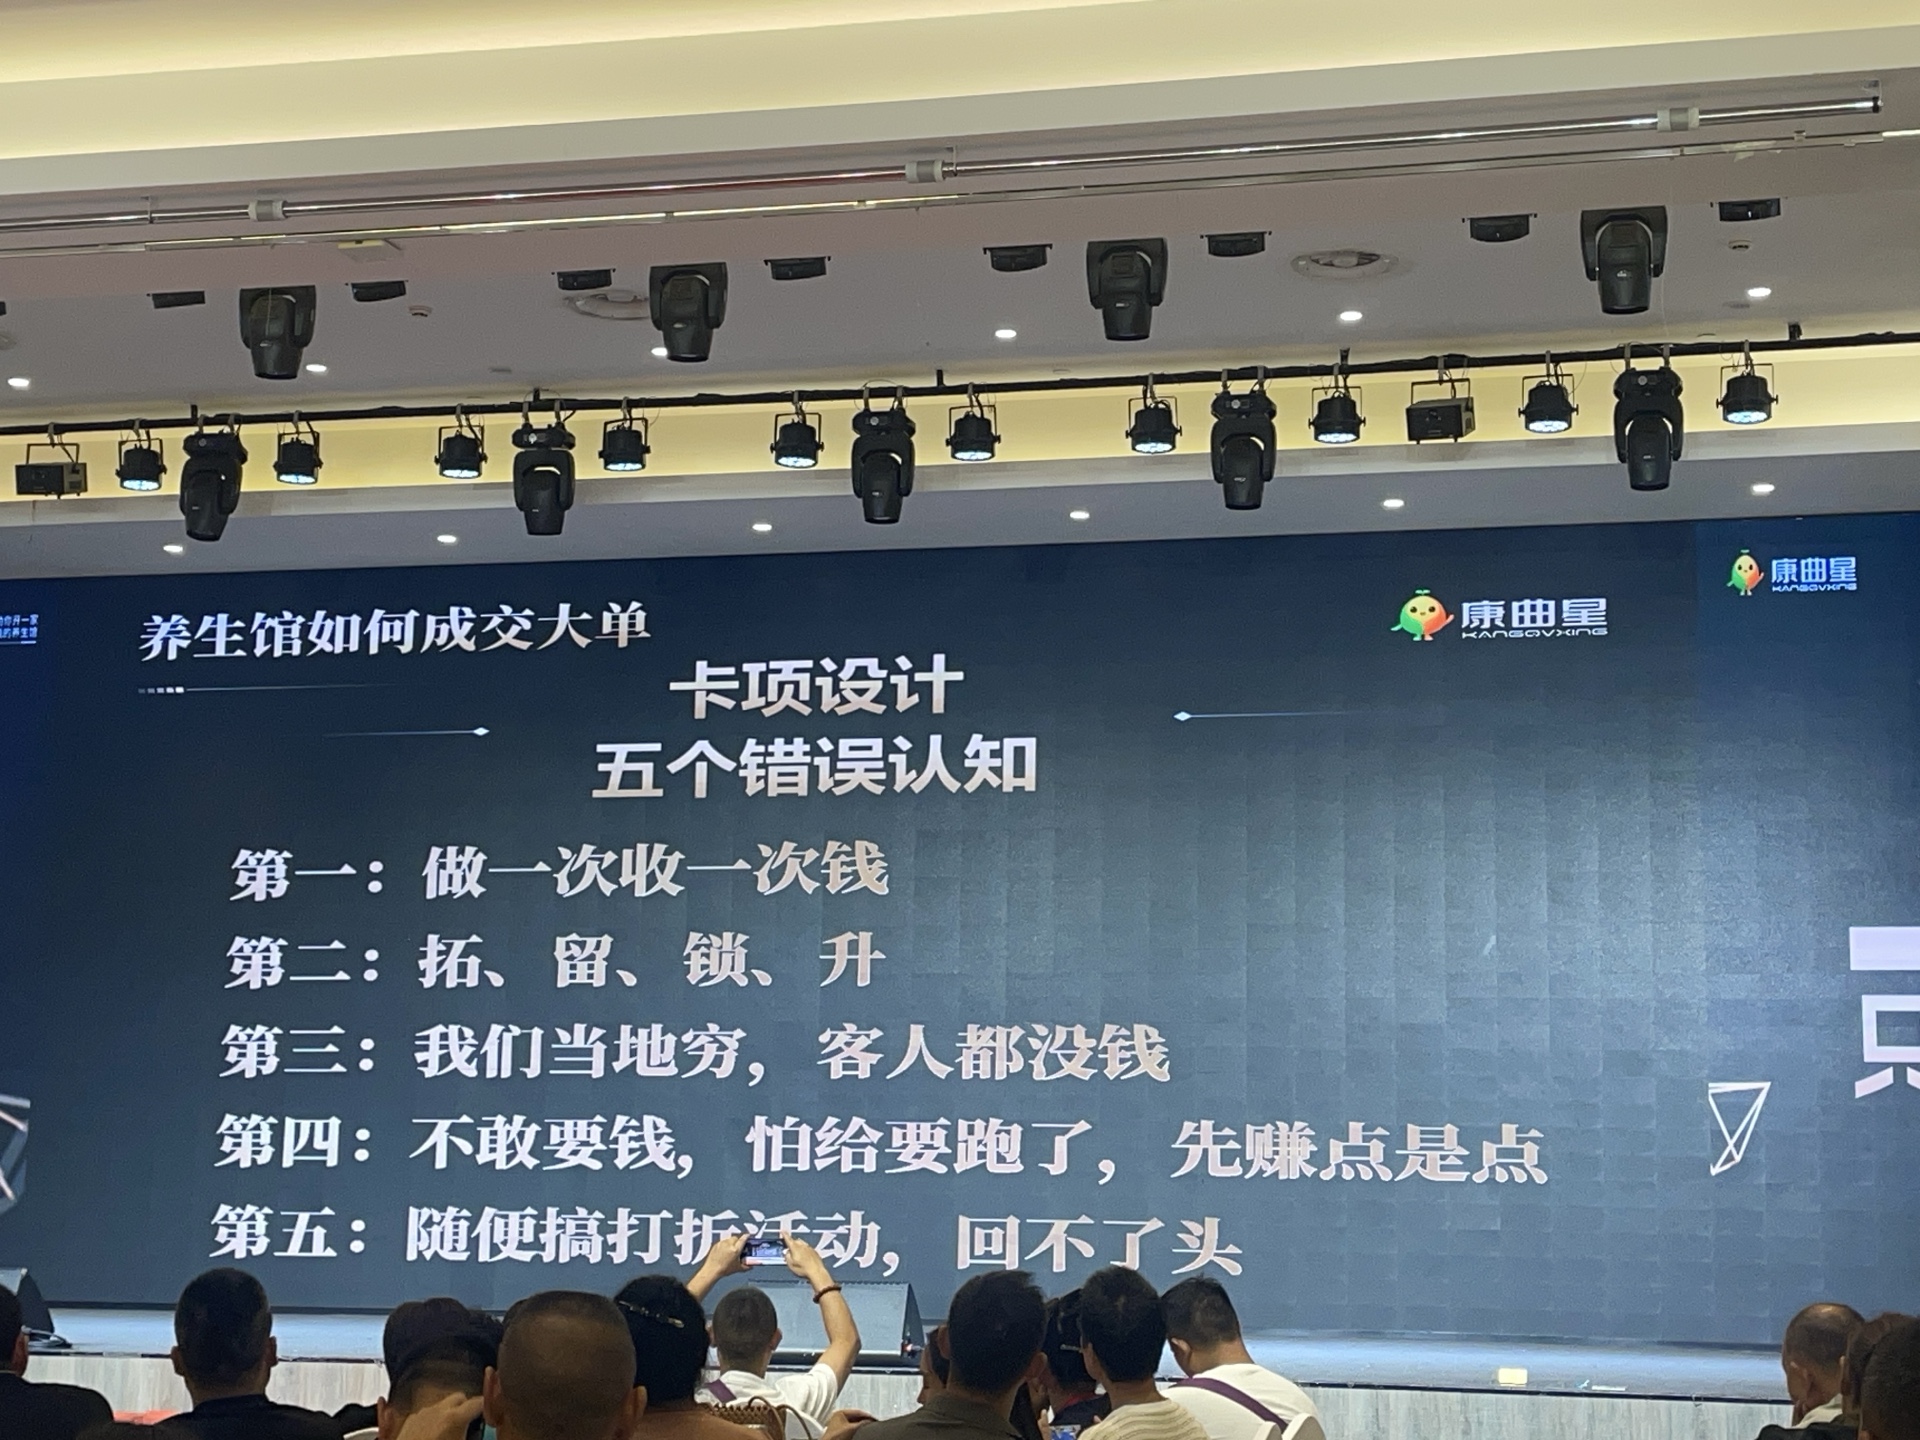 养生馆如何成交大单
康曲星
KANGQVXING
康曲星
KANGQVXING
卡项设计
五个错误认知
第一：做一次收一次钱
第二：拓、留、锁、升
第三：我们当地穷，客人都没钱
第四：不敢要钱，怕给要跑了，先赚点是点
第五：随便搞打折活动，回不了头